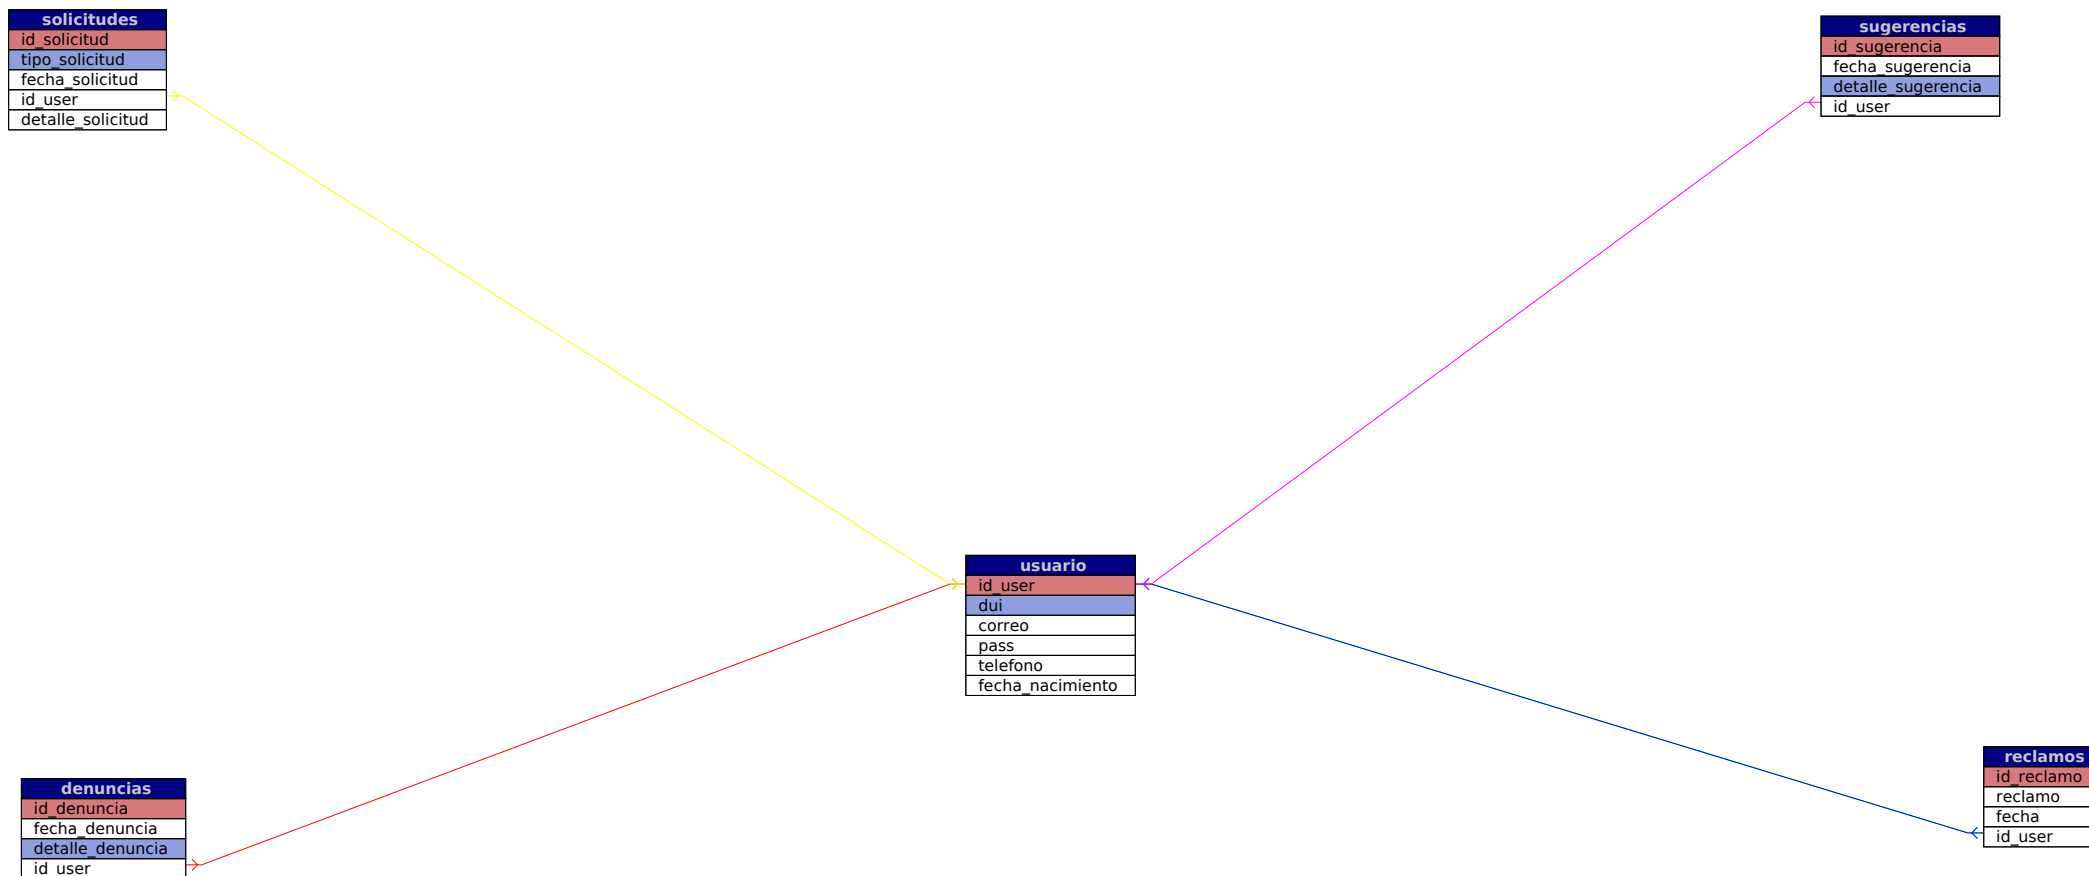 solicitudes
id_solicitud
tipo_solicitud
fecha_solicitud
id_user
detalle_solicitud
sugerencias
id_sugerencia
fecha_sugerencia
detalle_sugerencia
id_user
usuario
id_user
dui
correo
pass
telefono
fecha_nacimiento
denuncias
id_denuncia
fecha_denuncia
detalle_denuncia
id_user
reclamos
id_reclamo
reclamo
fecha
id_user